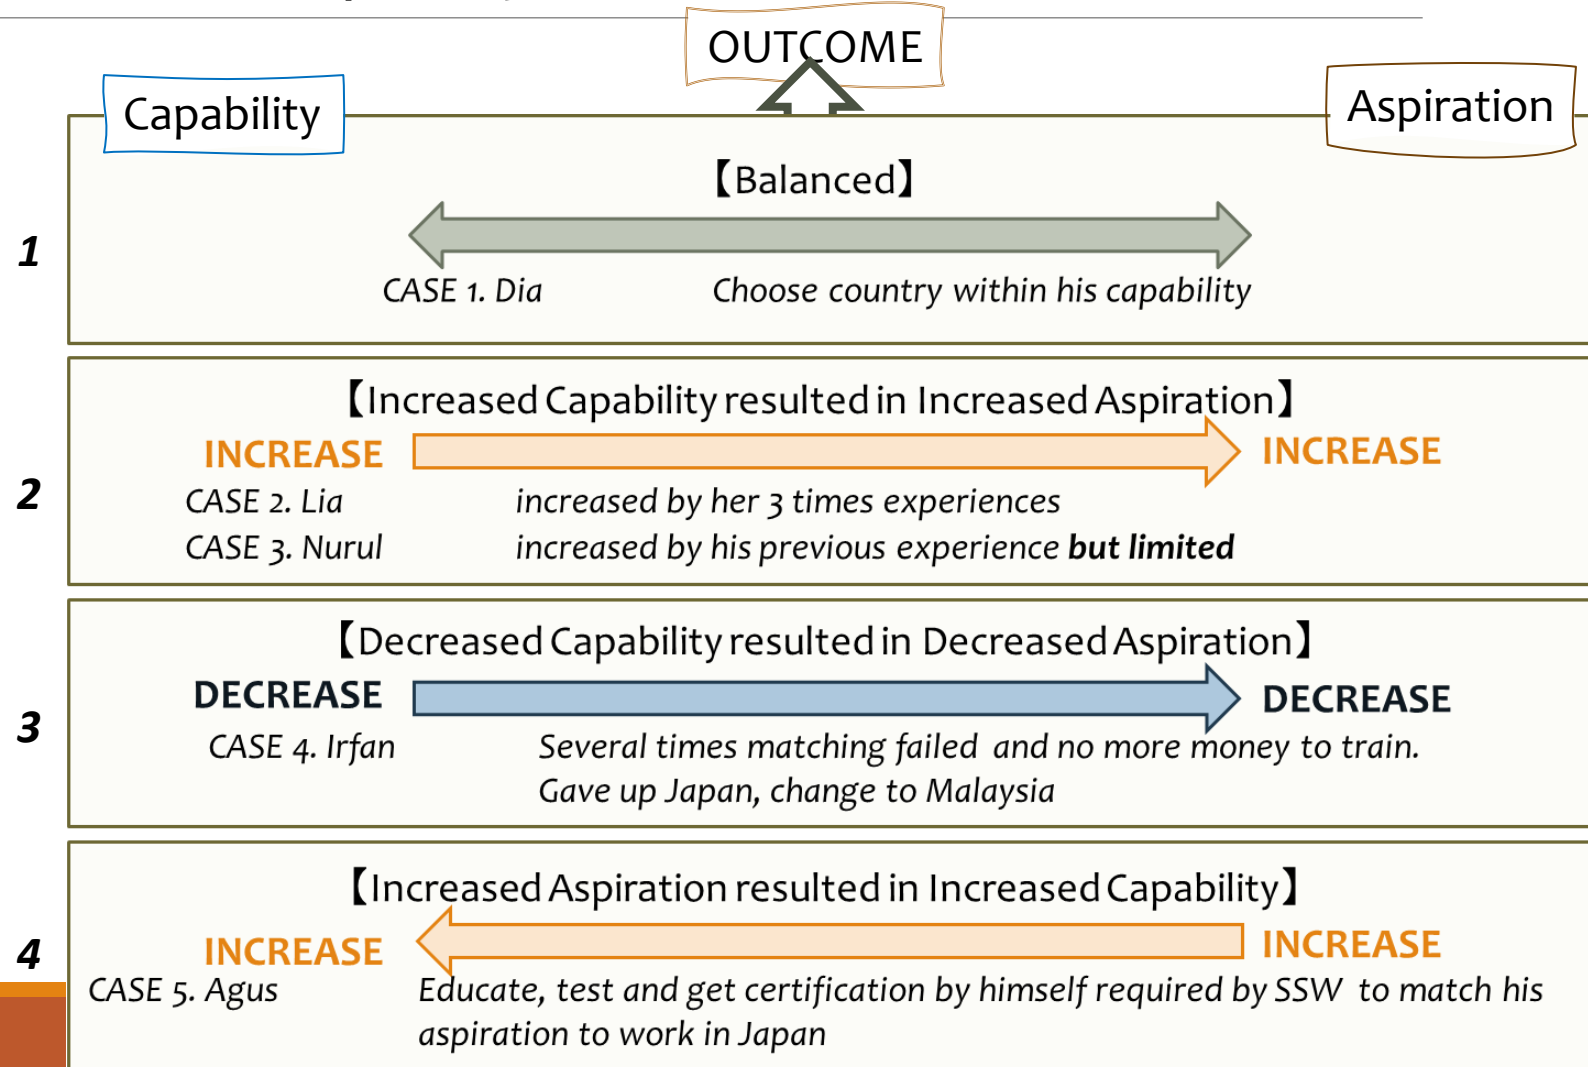 OUTCOME
Capability
Aspiration
【Balanced】
1
CASE 1. Dia Choose country within his capability
【Increased Capability resulted in Increased Aspiration】
INCREASE INCREASE
2
CASE 2. Lia increased by her 3 times experiences
CASE 3. Nurul increased by his previous experience but limited
【Decreased Capability resulted in Decreased Aspiration】
DECREASE DECREASE
3
CASE 4. Irfan Several times matching failed and no more money to train.
Gave up Japan, change to Malaysia
【Increased Aspiration resulted in Increased Capability】
4
INCREASE INCREASE
CASE 5. Agus Educate, test and get certification by himself required by SSW to match his
aspiration to work in Japan